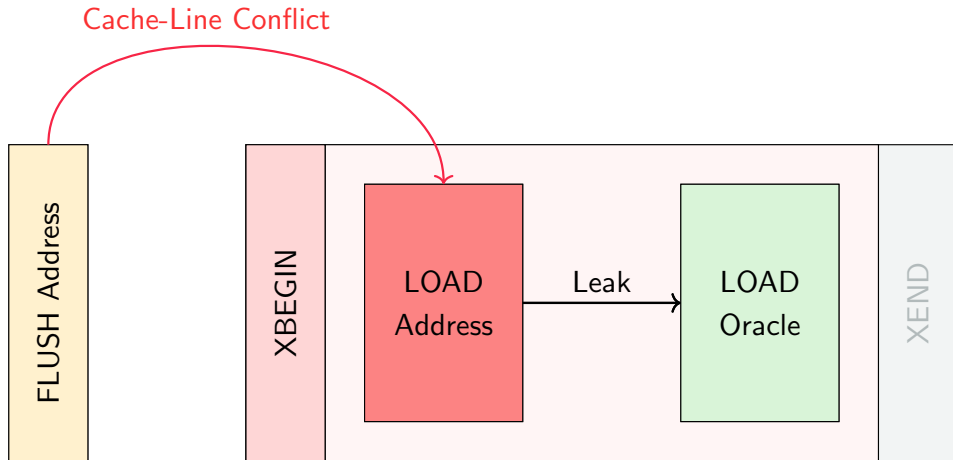 Cache-Line Conflict
FLUSH Address
XBEGIN
LOAD
Address
Leak
LOAD
Oracle
XEND